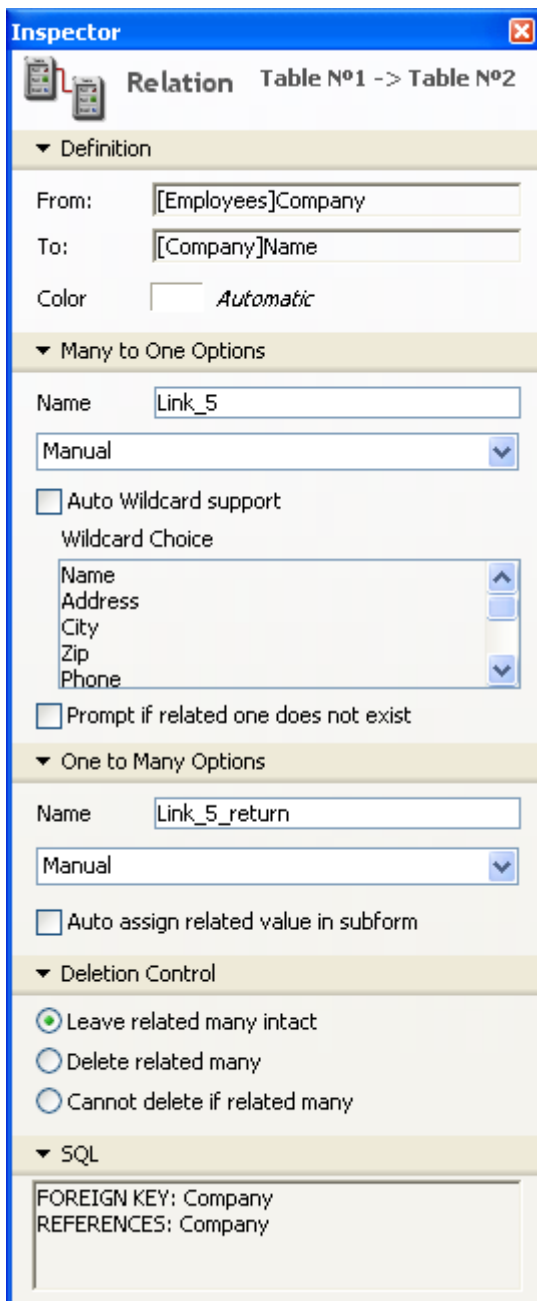 Inspector
Relation Table Nº1 -> Table Nº2
Definition
From: [Employees]Company
To: [Company]Name
Color Automatic
Many to One Options
Name Link_5
Manual
Auto Wildcard support
Wildcard Choice
Name
Address
City
Zip
Phone
Prompt if related one does not exist
One to Many Options
Name Link_5_return
Manual
Auto assign related value in subform
Deletion Control
Leave related many intact
Delete related many
Cannot delete if related many
SQL
FOREIGN KEY: Company
REFERENCES: Company